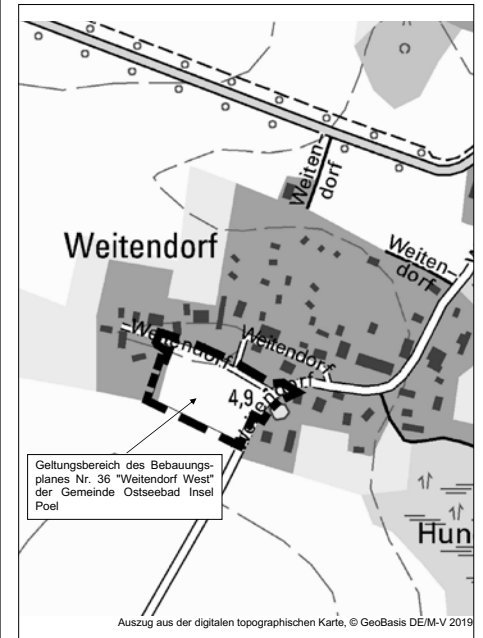 Weiten-
dorf
Weiten-
dorf
Weitendorf
Weitendorf
Weitendorf
Weitendorf
4,9
Geltungsbereich des Bebauungs-
planes Nr. 36 "Weitendorf West"
der Gemeinde Ostseebad Insel
Poel
Hun
Auszug aus der digitalen topographischen Karte, © GeoBasis DE/M-V 2019